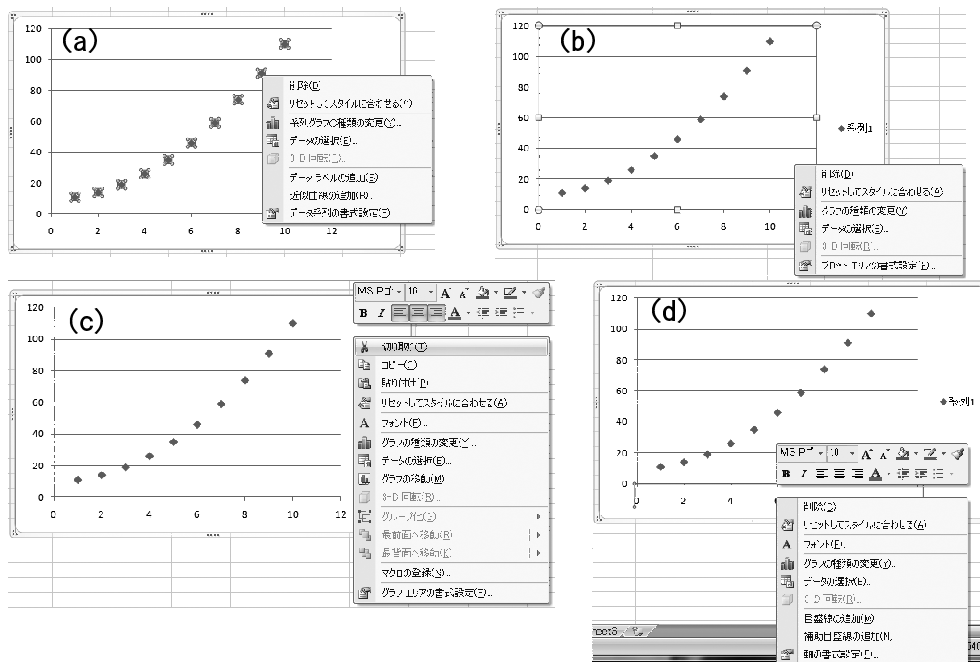 (a)
120
100
80
60
40
20
0
0 2 4 6 8 10 12
削除(D)
リセットしてスタイルに合わせる(A)
系列グラフの種類の変更(Y)...
データの選択(E)...
3-D 回転(R)...
データ ラベルの追加(B)
近似曲線の追加(R)...
データ系列の書式設定(F)
(b)
120
100
80
60
40
20
0
0 2 4 6 8 10
系列1
削除(D)
リセットしてスタイルに合わせる(A)
グラフの種類の変更(Y)
データの選択(E)...
3-D 回転(R)...
プロット エリアの書式設定(F)...
(c)
120
100
80
60
40
20
0
0 2 4 6 8 10 12
MS Pゴ 10 A A
B I A
切り取り(T)
コピー(C)
貼り付け(P)
リセットしてスタイルに合わせる(A)
フォント(F)...
グラフの種類の変更(Y)...
データの選択(E)...
グラフの移動(M)
3-D 回転(R)...
グループ化(G)
最前面へ移動(R)
最背面へ移動(K)
マクロの登録(N)...
グラフ エリアの書式設定(F)...
(d)
120
100
80
60
40
20
0
0 2 4 6
系列1
MS Pゴ 10 A A
B I A
削除(D)
リセットしてスタイルに合わせる(A)
フォント(F)...
グラフの種類の変更(Y)...
データの選択(E)...
3-D 回転(R)...
目盛線の追加(M)
補助目盛線の追加(N)
軸の書式設定(F)...